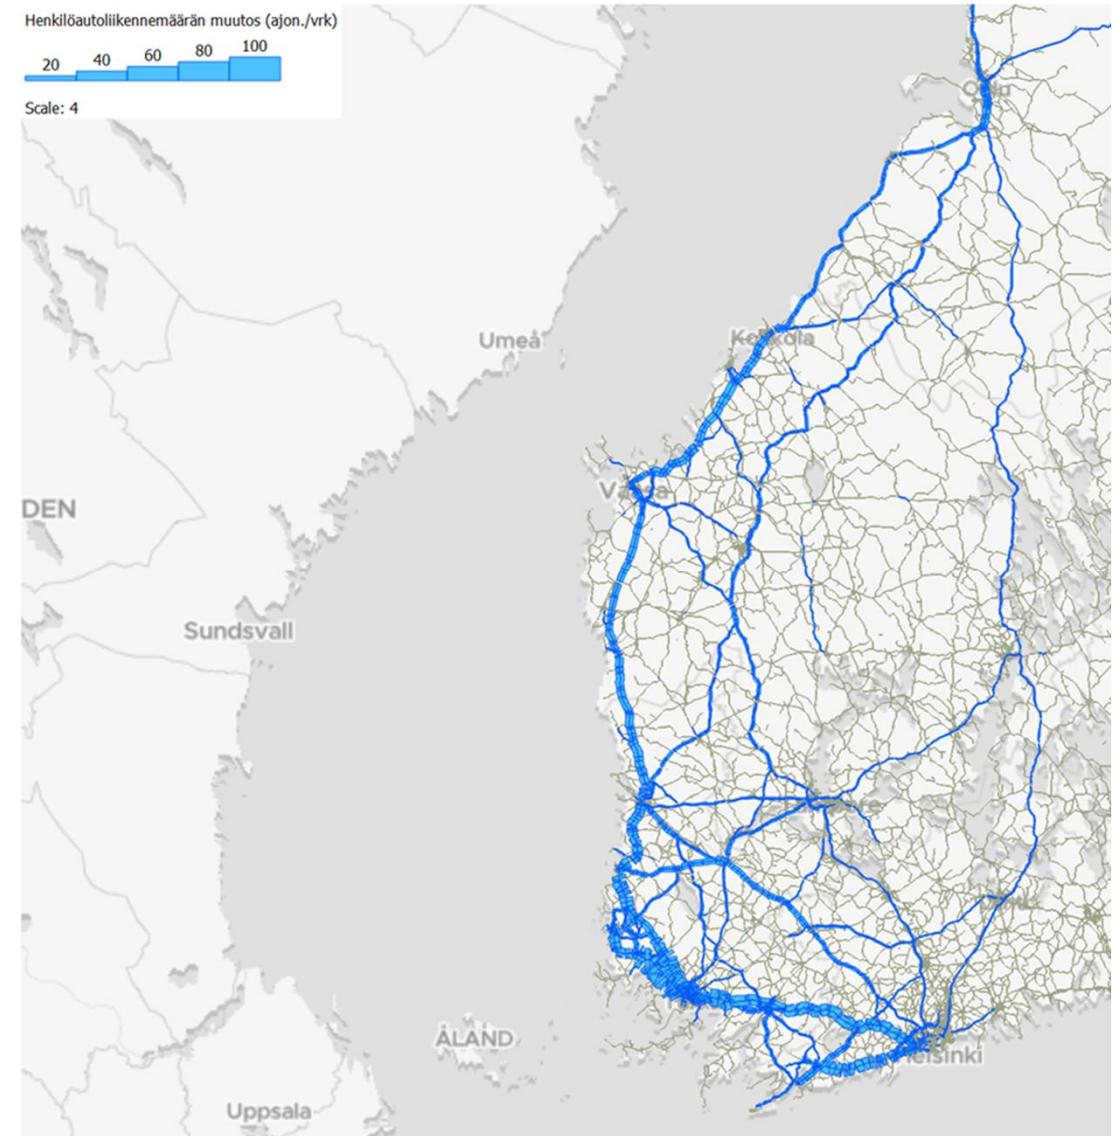 Henkilöautoliikennemäärän muutos (ajon./vrk)
20 40 60 80 100
Scale: 4
Oulu
Umeå
Kokkola
Vaasa
DEN
Sundsvall
ÅLAND
Helsinki
Uppsala